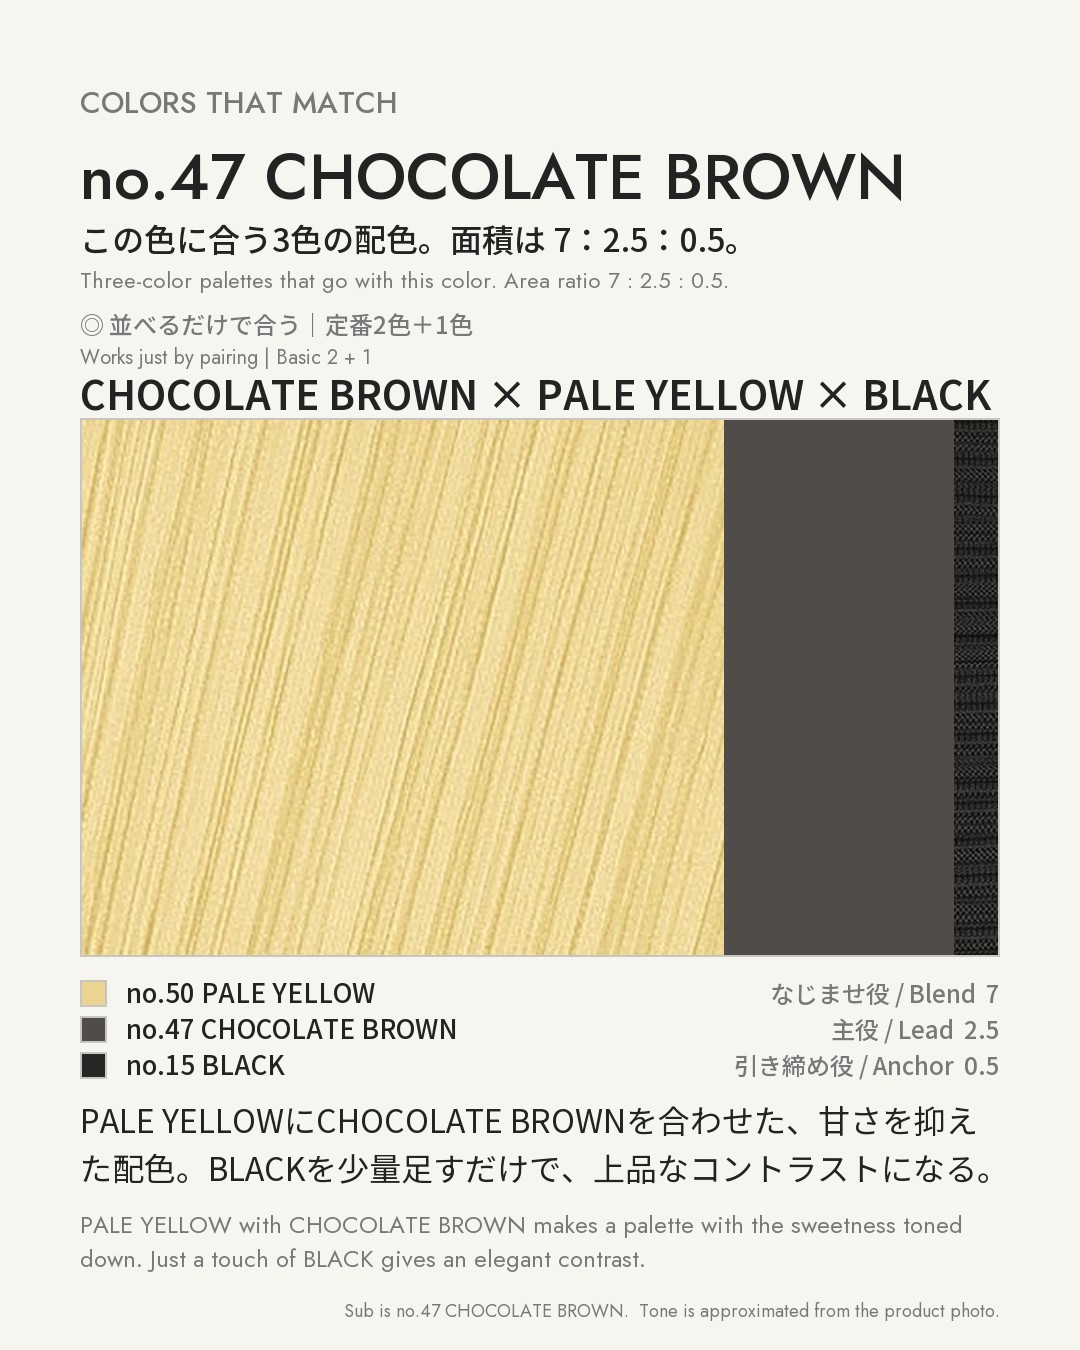 COLORS THAT MATCH
no.47 CHOCOLATE BROWN
この色に合う3色の配色。面積は 7：2.5：0.5。
Three-color palettes that go with this color. Area ratio 7 : 2.5 : 0.5.
◎ 並べるだけで合う｜定番2色＋1色
Works just by pairing | Basic 2 + 1
CHOCOLATE BROWN × PALE YELLOW × BLACK
no.50 PALE YELLOW なじませ役 / Blend 7
no.47 CHOCOLATE BROWN 主役 / Lead 2.5
no.15 BLACK 引き締め役 / Anchor 0.5
PALE YELLOWにCHOCOLATE BROWNを合わせた、甘さを抑え
た配色。BLACKを少量足すだけで、上品なコントラストになる。
PALE YELLOW with CHOCOLATE BROWN makes a palette with the sweetness toned
down. Just a touch of BLACK gives an elegant contrast.
Sub is no.47 CHOCOLATE BROWN. Tone is approximated from the product photo.